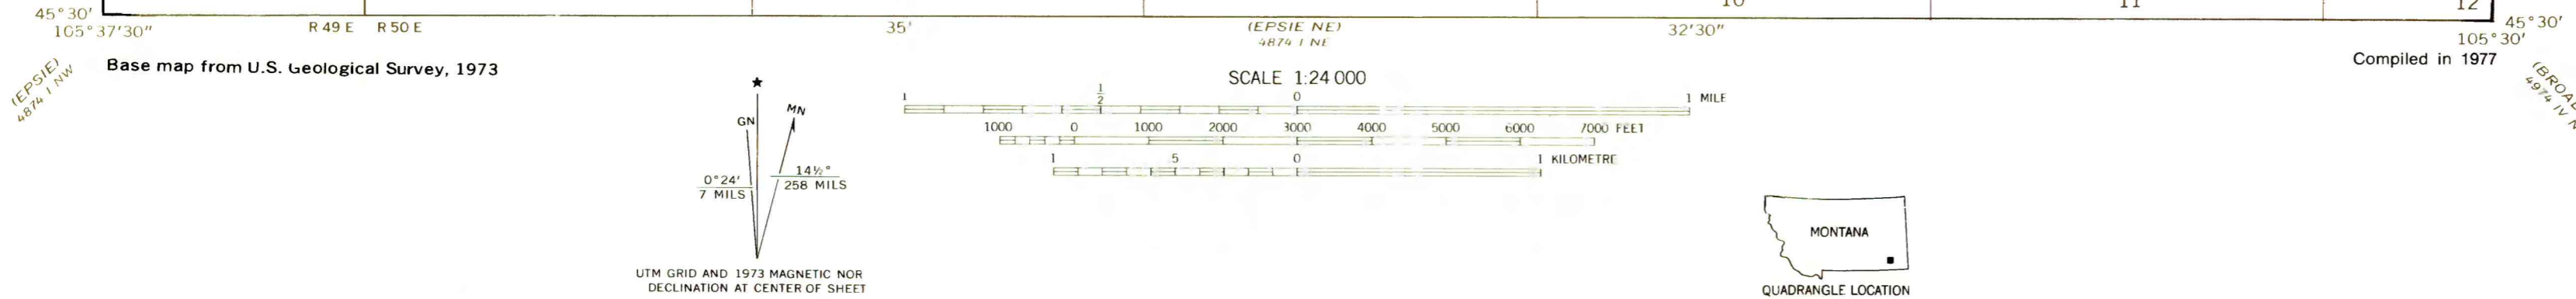 45°30'
10
11
12
45°30'
105°37'30"
R 49 E R 50 E
35'
(EPSIE NE)
4874 I NE
32'30"
105°30'
(EPSIE)
4874 I NW
Base map from U.S. Geological Survey, 1973
SCALE 1:24 000
Compiled in 1977
1 1/2 0 1 MILE
1000 0 1000 2000 3000 4000 5000 6000 7000 FEET
1 .5 0 1 KILOMETRE
★
GN
MN
0°24'
7 MILS
14½°
258 MILS
UTM GRID AND 1973 MAGNETIC NOR
DECLINATION AT CENTER OF SHEET
MONTANA
QUADRANGLE LOCATION
4974 IV